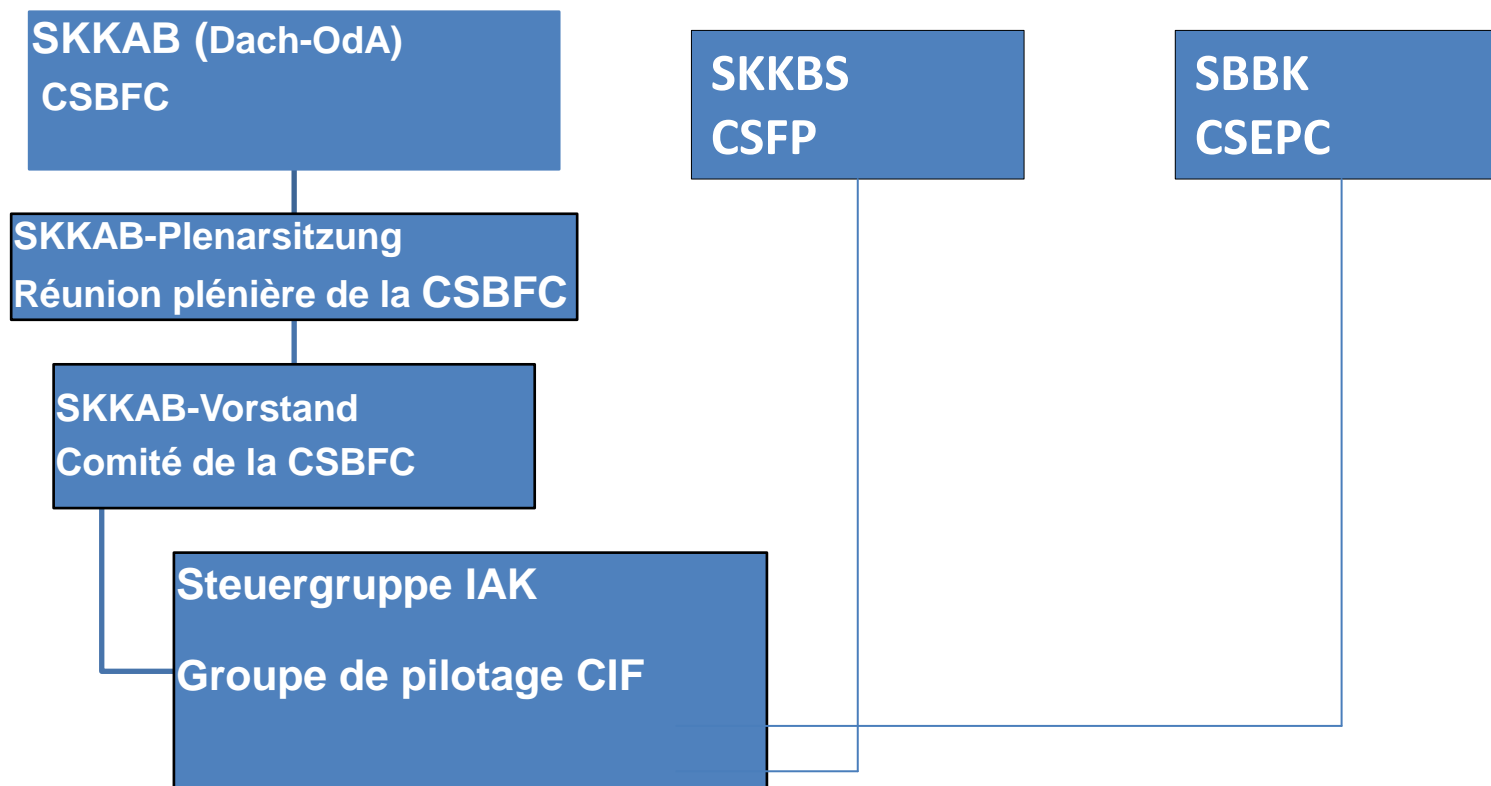 SKKAB (Dach-OdA)
CSBFC
SKKBS
CSFP
SBBK
CSEPC
SKKAB-Plenarsitzung
Réunion plénière de la CSBFC
SKKAB-Vorstand
Comité de la CSBFC
Steuergruppe IAK
Groupe de pilotage CIF